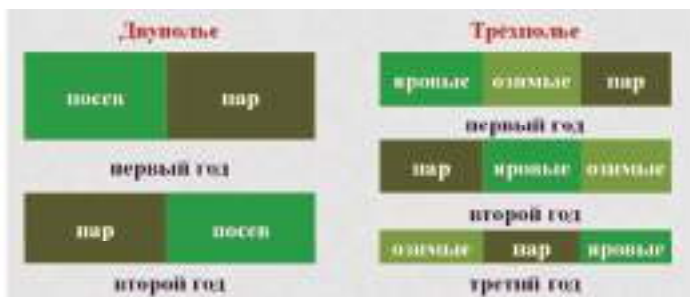 Двуполье
посев пар
первый год
пар посев
второй год
Трёхполье
яровые озимые пар
первый год
пар яровые озимые
второй год
озимые пар яровые
третий год